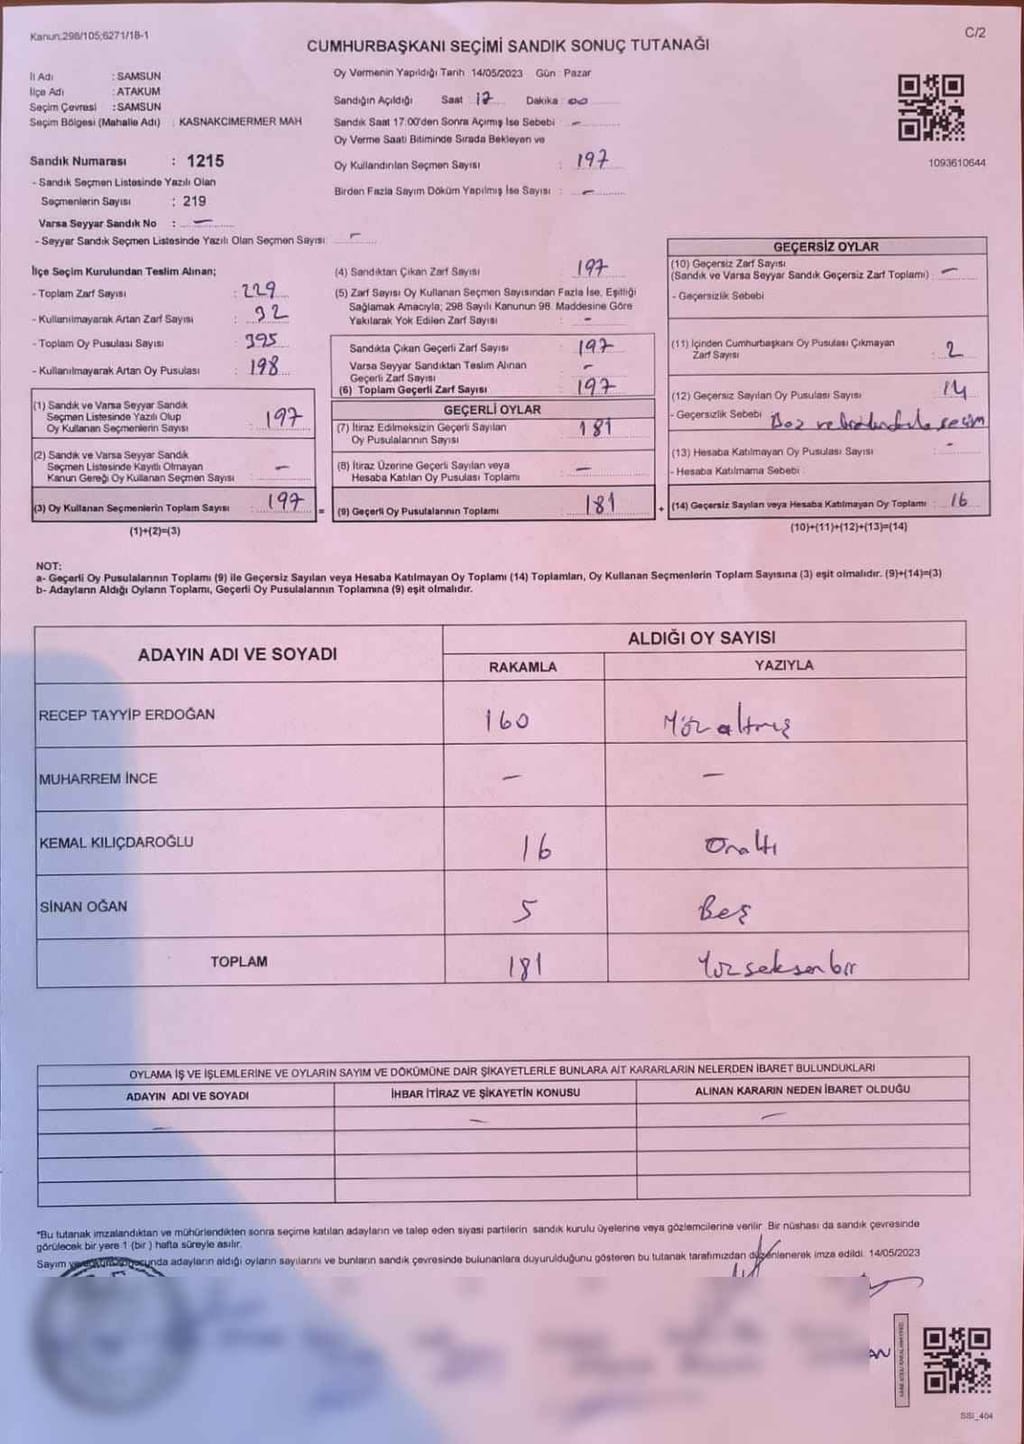 Kanun:298/105;6271/18-1
C/2
CUMHURBAŞKANI SEÇİMİ SANDIK SONUÇ TUTANAĞI
İl Adı : SAMSUN
İlçe Adı : ATAKUM
Seçim Çevresi : SAMSUN
Seçim Bölgesi (Mahalle Adı) : KASNAKCIMERMER MAH
Sandık Numarası : 1215
- Sandık Seçmen Listesinde Yazılı Olan
Seçmenlerin Sayısı : 219
Varsa Seyyar Sandık No : –
- Seyyar Sandık Seçmen Listesinde Yazılı Olan Seçmen Sayısı –
Oy Vermenin Yapıldığı Tarih 14/05/2023 Gün Pazar
Sandığın Açıldığı Saat 17 Dakika : 00
Sandık Saat 17.00'den Sonra Açımış İse Sebebi –
Oy Verme Saati Bitiminde Sırada Bekleyen ve
Oy Kullandırılan Seçmen Sayısı : 197
Birden Fazla Sayım Döküm Yapılmış İse Sayısı : –
1093610644
İlçe Seçim Kurulundan Teslim Alınan;
- Toplam Zarf Sayısı : 229
- Kullanılmayarak Artan Zarf Sayısı : 32
- Toplam Oy Pusulası Sayısı : 395
- Kullanılmayarak Artan Oy Pusulası : 198
(1) Sandık ve Varsa Seyyar Sandık
Seçmen Listesinde Yazılı Olup
Oy Kullanan Seçmenlerin Sayısı : 197
(2) Sandık ve Varsa Seyyar Sandık
Seçmen Listesinde Kayıtlı Olmayan
Kanun Gereği Oy Kullanan Seçmen Sayısı –
(3) Oy Kullanan Seçmenlerin Toplam Sayısı : 197
(1)+(2)=(3)
(4) Sandıktan Çıkan Zarf Sayısı : 197
(5) Zarf Sayısı Oy Kullanan Seçmen Sayısından Fazla İse, Eşitliği
Sağlamak Amacıyla; 298 Sayılı Kanunun 98. Maddesine Göre
Yakılarak Yok Edilen Zarf Sayısı : –
Sandıkta Çıkan Geçerli Zarf Sayısı : 197
Varsa Seyyar Sandıktan Teslim Alınan
Geçerli Zarf Sayısı –
(6) Toplam Geçerli Zarf Sayısı : 197
GEÇERLİ OYLAR
(7) İtiraz Edilmeksizin Geçerli Sayılan
Oy Pusulalarının Sayısı : 181
(8) İtiraz Üzerine Geçerli Sayılan veya
Hesaba Katılan Oy Pusulası Toplamı : –
= (9) Geçerli Oy Pusulalarının Toplamı : 181
GEÇERSİZ OYLAR
(10) Geçersiz Zarf Sayısı
(Sandık ve Varsa Seyyar Sandık Geçersiz Zarf Toplamı) : –
- Geçersizlik Sebebi
(11) İçinden Cumhurbaşkanı Oy Pusulası Çıkmayan
Zarf Sayısı : 2
(12) Geçersiz Sayılan Oy Pusulası Sayısı 14
- Geçersizlik Sebebi
(13) Hesaba Katılmayan Oy Pusulası Sayısı : -
- Hesaba Katılmama Sebebi
+ (14) Geçersiz Sayılan veya Hesaba Katılmayan Oy Toplamı : 16
(10)+(11)+(12)+(13)=(14)
NOT:
a- Geçerli Oy Pusulalarının Toplamı (9) ile Geçersiz Sayılan veya Hesaba Katılmayan Oy Toplamı (14) Toplamları, Oy Kullanan Seçmenlerin Toplam Sayısına (3) eşit olmalıdır. (9)+(14)=(3)
b- Adayların Aldığı Oyların Toplamı, Geçerli Oy Pusulalarının Toplamına (9) eşit olmalıdır.
ADAYIN ADI VE SOYADI
ALDIĞI OY SAYISI
RAKAMLA YAZIYLA
RECEP TAYYİP ERDOĞAN 160 Yüzaltmış
MUHARREM İNCE – –
KEMAL KILIÇDAROĞLU 16 Onaltı
SİNAN OĞAN 5 Beş
TOPLAM 181 Yüzseksenbir
OYLAMA İŞ VE İŞLEMLERİNE VE OYLARIN SAYIM VE DÖKÜMÜNE DAİR ŞİKAYETLERLE BUNLARA AİT KARARLARIN NELERDEN İBARET BULUNDUKLARI
ADAYIN ADI VE SOYADI İHBAR İTİRAZ VE ŞİKAYETİN KONUSU ALINAN KARARIN NEDEN İBARET OLDUĞU
– – –
*Bu tutanak imzalandıktan ve mühürlendikten sonra seçime katılan adayların ve talep eden siyasi partilerin sandık kurulu üyelerine veya gözlemcilerine verilir. Bir nüshası da sandık çevresinde
görülecek bir yere 1 (bir) hafta süreyle asılır.
Sayım adayların aldığı oyların sayılarını ve bunların sandık çevresinde bulunanlara duyurulduğunu gösteren bu tutanak tarafımızdan düzenlenerek imza edildi. 14/05/2023
SSİ_404